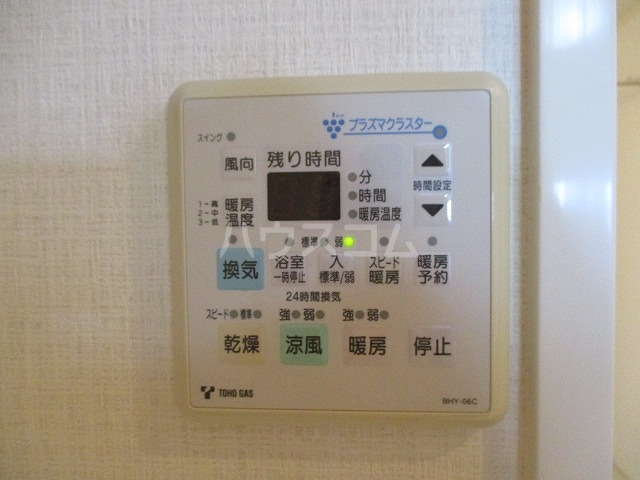 プラズマクラスター
スイング
風向
残り時間
分
時間
暖房温度
時間設定
1-高
2-中
3-低
暖房
温度
標準
弱
換気
浴室
一時停止
入
標準/弱
スピード
暖房
暖房
予約
24時間換気
スピード
標準
強
弱
強
弱
乾燥
涼風
暖房
停止
TOHO GAS
BHY-06C
ハウスコム